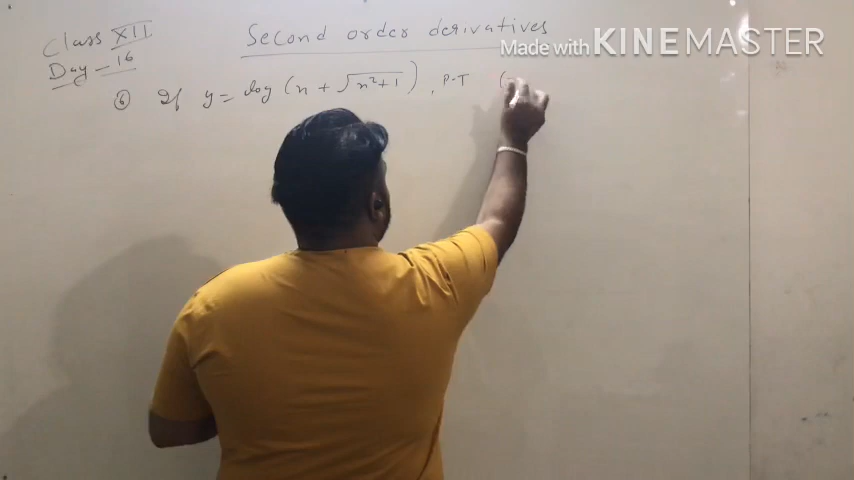 Class XII
Second order derivatives
Made with KINEMASTER
Day - 16
⑥ If y = log (x + √x²+1) , P.T (